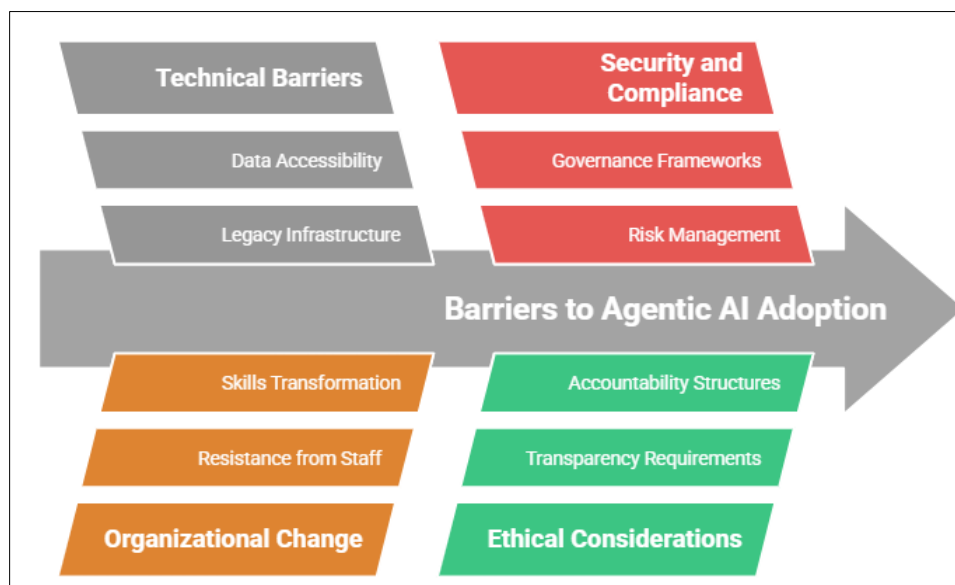 Technical Barriers
Data Accessibility
Legacy Infrastructure
Security and
Compliance
Governance Frameworks
Risk Management
Barriers to Agentic AI Adoption
Skills Transformation
Resistance from Staff
Organizational Change
Accountability Structures
Transparency Requirements
Ethical Considerations